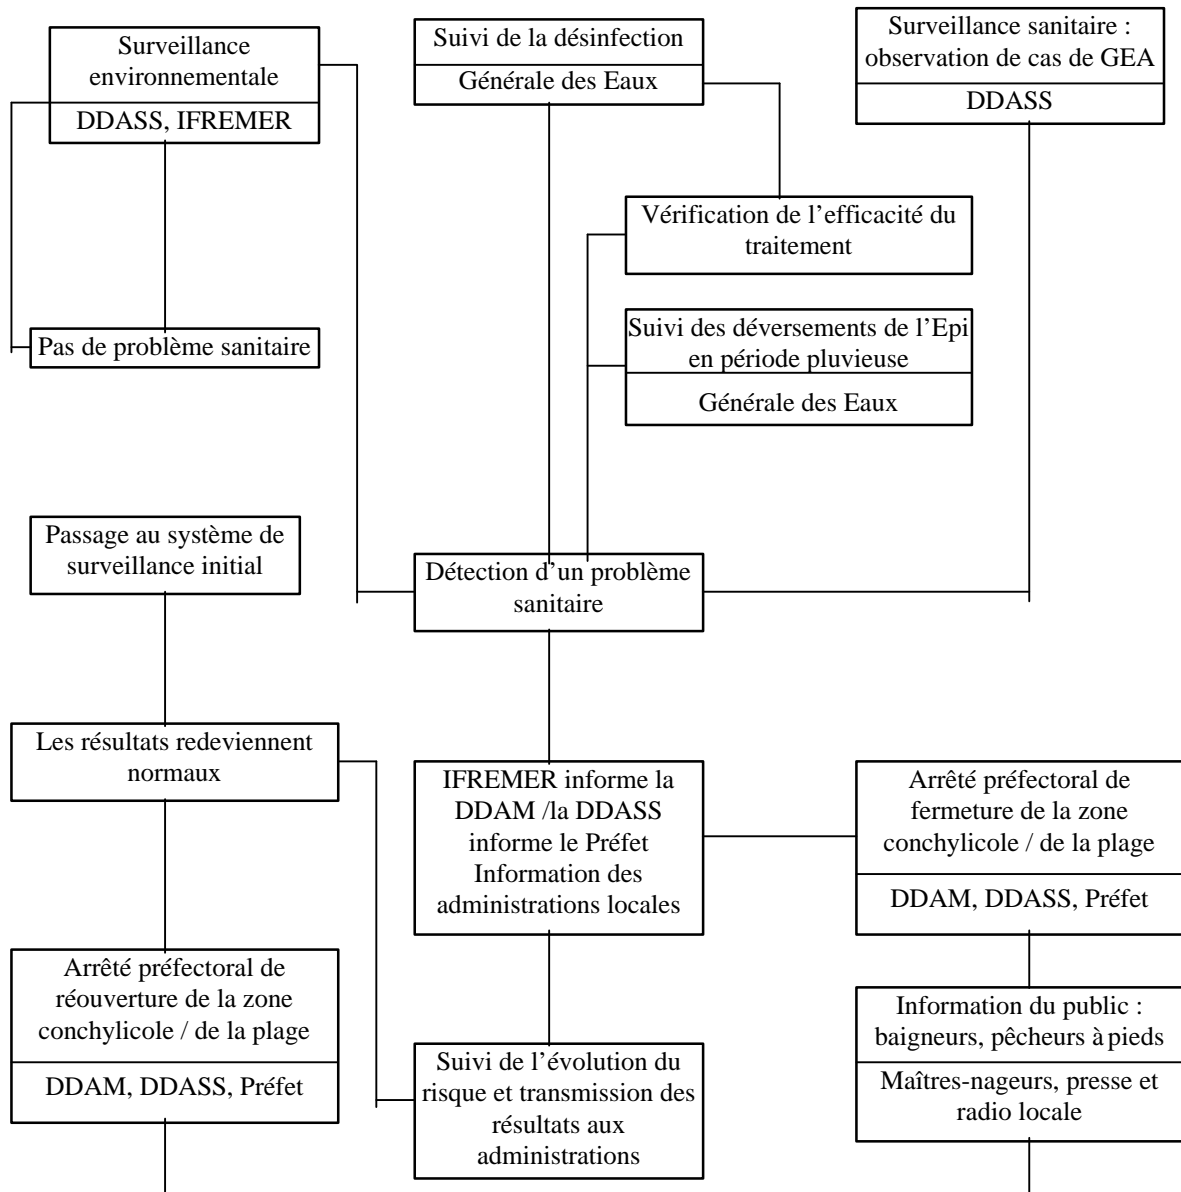 Surveillance
environnementale
DDASS, IFREMER
Suivi de la désinfection
Générale des Eaux
Surveillance sanitaire :
observation de cas de GEA
DDASS
Vérification de l’efficacité du
traitement
Suivi des déversements de l’Epi
en période pluvieuse
Générale des Eaux
Pas de problème sanitaire
Passage au système de
surveillance initial
Détection d’un problème
sanitaire
Les résultats redeviennent
normaux
IFREMER informe la
DDAM /la DDASS
informe le Préfet
Information des
administrations locales
Arrêté préfectoral de
fermeture de la zone
conchylicole / de la plage
DDAM, DDASS, Préfet
Arrêté préfectoral de
réouverture de la zone
conchylicole / de la plage
DDAM, DDASS, Préfet
Suivi de l’évolution du
risque et transmission des
résultats aux
administrations
Information du public :
baigneurs, pêcheurs à pieds
Maîtres-nageurs, presse et
radio locale